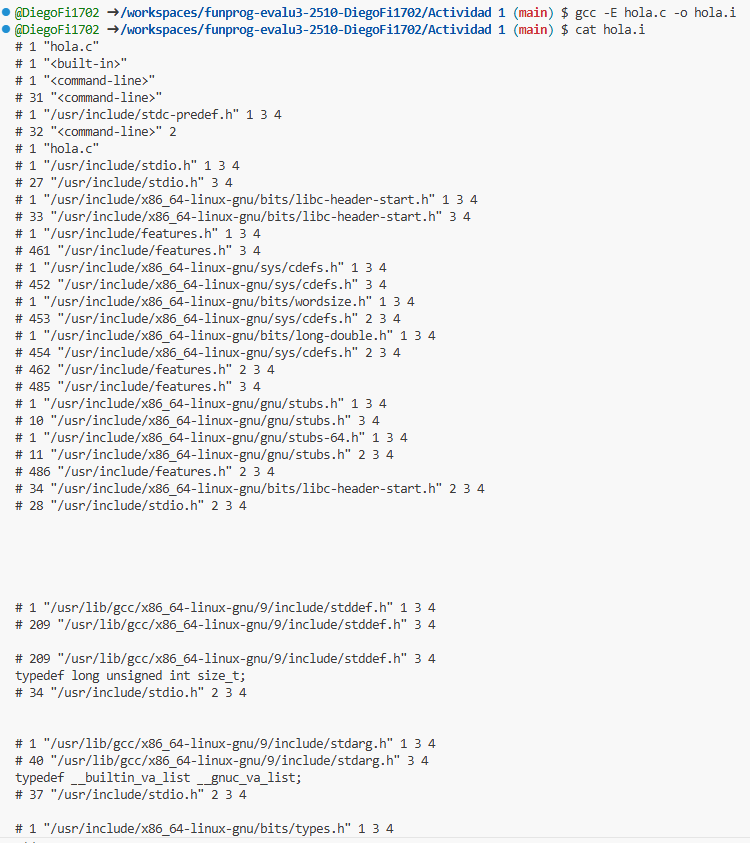 @DiegoFi1702 ➜/workspaces/funprog-evalu3-2510-DiegoFi1702/Actividad 1 (main) $ gcc -E hola.c -o hola.i
@DiegoFi1702 ➜/workspaces/funprog-evalu3-2510-DiegoFi1702/Actividad 1 (main) $ cat hola.i
# 1 "hola.c"
# 1 "<built-in>"
# 1 "<command-line>"
# 31 "<command-line>"
# 1 "/usr/include/stdc-predef.h" 1 3 4
# 32 "<command-line>" 2
# 1 "hola.c"
# 1 "/usr/include/stdio.h" 1 3 4
# 27 "/usr/include/stdio.h" 3 4
# 1 "/usr/include/x86_64-linux-gnu/bits/libc-header-start.h" 1 3 4
# 33 "/usr/include/x86_64-linux-gnu/bits/libc-header-start.h" 3 4
# 1 "/usr/include/features.h" 1 3 4
# 461 "/usr/include/features.h" 3 4
# 1 "/usr/include/x86_64-linux-gnu/sys/cdefs.h" 1 3 4
# 452 "/usr/include/x86_64-linux-gnu/sys/cdefs.h" 3 4
# 1 "/usr/include/x86_64-linux-gnu/bits/wordsize.h" 1 3 4
# 453 "/usr/include/x86_64-linux-gnu/sys/cdefs.h" 2 3 4
# 1 "/usr/include/x86_64-linux-gnu/bits/long-double.h" 1 3 4
# 454 "/usr/include/x86_64-linux-gnu/sys/cdefs.h" 2 3 4
# 462 "/usr/include/features.h" 2 3 4
# 485 "/usr/include/features.h" 3 4
# 1 "/usr/include/x86_64-linux-gnu/gnu/stubs.h" 1 3 4
# 10 "/usr/include/x86_64-linux-gnu/gnu/stubs.h" 3 4
# 1 "/usr/include/x86_64-linux-gnu/gnu/stubs-64.h" 1 3 4
# 11 "/usr/include/x86_64-linux-gnu/gnu/stubs.h" 2 3 4
# 486 "/usr/include/features.h" 2 3 4
# 34 "/usr/include/x86_64-linux-gnu/bits/libc-header-start.h" 2 3 4
# 28 "/usr/include/stdio.h" 2 3 4
# 1 "/usr/lib/gcc/x86_64-linux-gnu/9/include/stddef.h" 1 3 4
# 209 "/usr/lib/gcc/x86_64-linux-gnu/9/include/stddef.h" 3 4
# 209 "/usr/lib/gcc/x86_64-linux-gnu/9/include/stddef.h" 3 4
typedef long unsigned int size_t;
# 34 "/usr/include/stdio.h" 2 3 4
# 1 "/usr/lib/gcc/x86_64-linux-gnu/9/include/stdarg.h" 1 3 4
# 40 "/usr/lib/gcc/x86_64-linux-gnu/9/include/stdarg.h" 3 4
typedef __builtin_va_list __gnuc_va_list;
# 37 "/usr/include/stdio.h" 2 3 4
# 1 "/usr/include/x86_64-linux-gnu/bits/types.h" 1 3 4